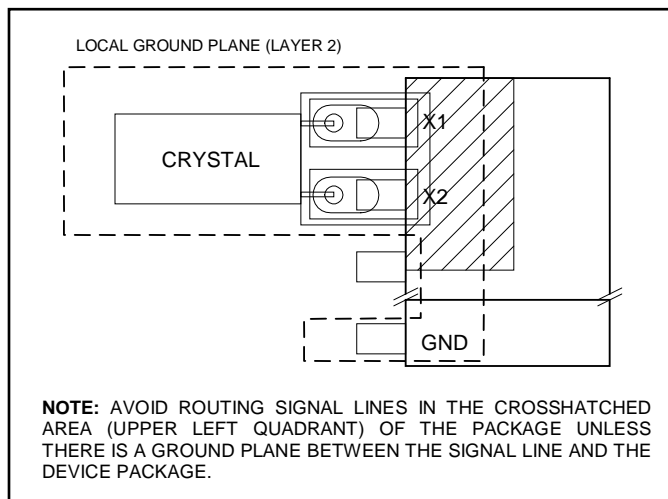 LOCAL GROUND PLANE (LAYER 2)
X1
CRYSTAL
X2
GND
NOTE: AVOID ROUTING SIGNAL LINES IN THE CROSSHATCHED
AREA (UPPER LEFT QUADRANT) OF THE PACKAGE UNLESS
THERE IS A GROUND PLANE BETWEEN THE SIGNAL LINE AND THE
DEVICE PACKAGE.